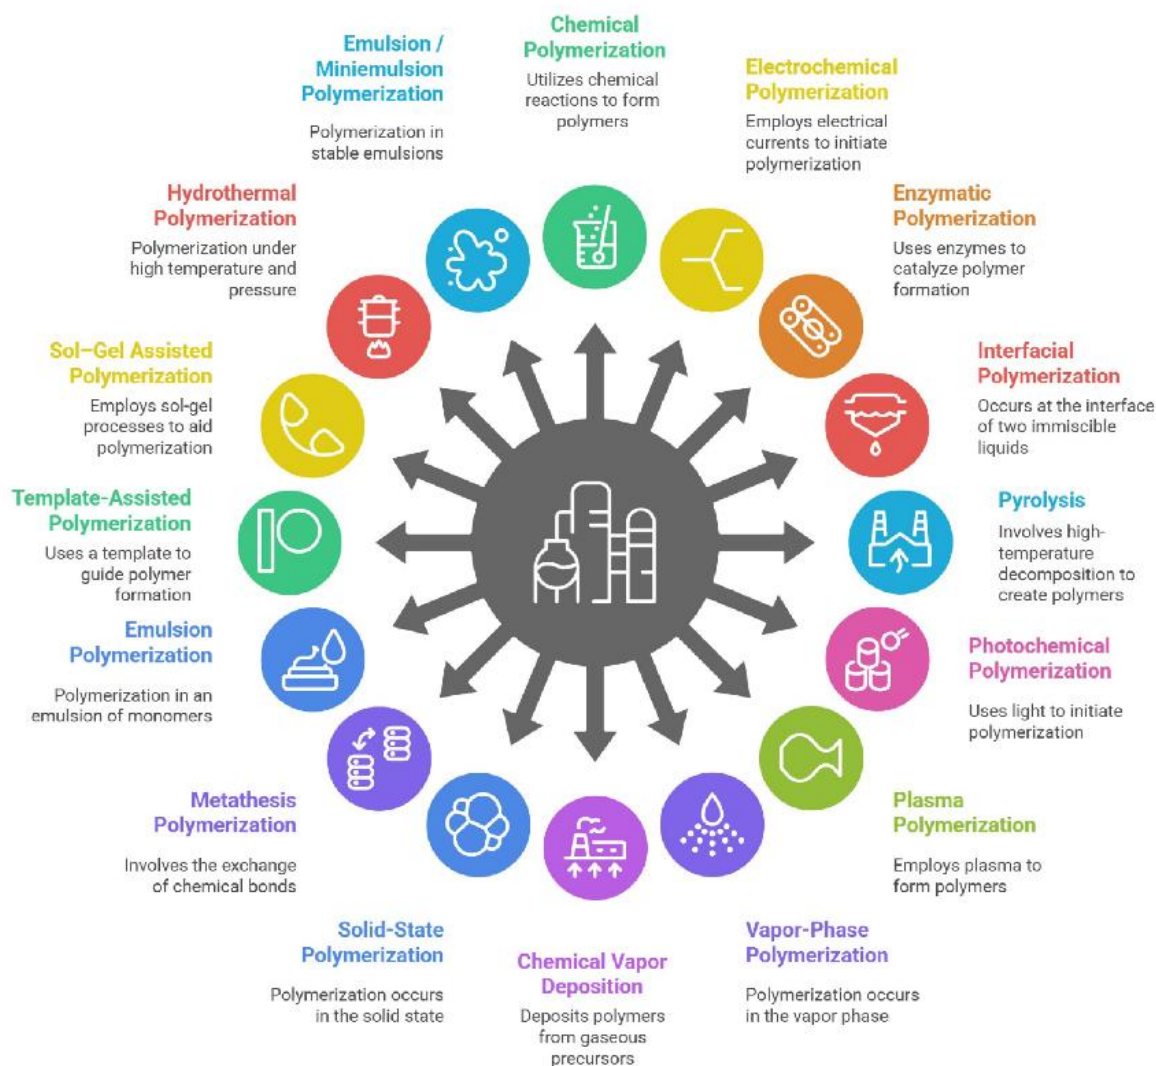 Chemical
Polymerization
Utilizes chemical
reactions to form
polymers
Electrochemical
Polymerization
Employs electrical
currents to initiate
polymerization
Enzymatic
Polymerization
Uses enzymes to
catalyze polymer
formation
Interfacial
Polymerization
Occurs at the interface
of two immiscible
liquids
Pyrolysis
Involves high-
temperature
decomposition to
create polymers
Photochemical
Polymerization
Uses light to initiate
polymerization
Plasma
Polymerization
Employs plasma to
form polymers
Vapor-Phase
Polymerization
Polymerization occurs
in the vapor phase
Chemical Vapor
Deposition
Deposits polymers
from gaseous
precursors
Solid-State
Polymerization
Polymerization occurs
in the solid state
Metathesis
Polymerization
Involves the exchange
of chemical bonds
Emulsion
Polymerization
Polymerization in an
emulsion of monomers
Template-Assisted
Polymerization
Uses a template to
guide polymer
formation
Sol–Gel Assisted
Polymerization
Employs sol-gel
processes to aid
polymerization
Hydrothermal
Polymerization
Polymerization under
high temperature and
pressure
Emulsion /
Miniemulsion
Polymerization
Polymerization in
stable emulsions